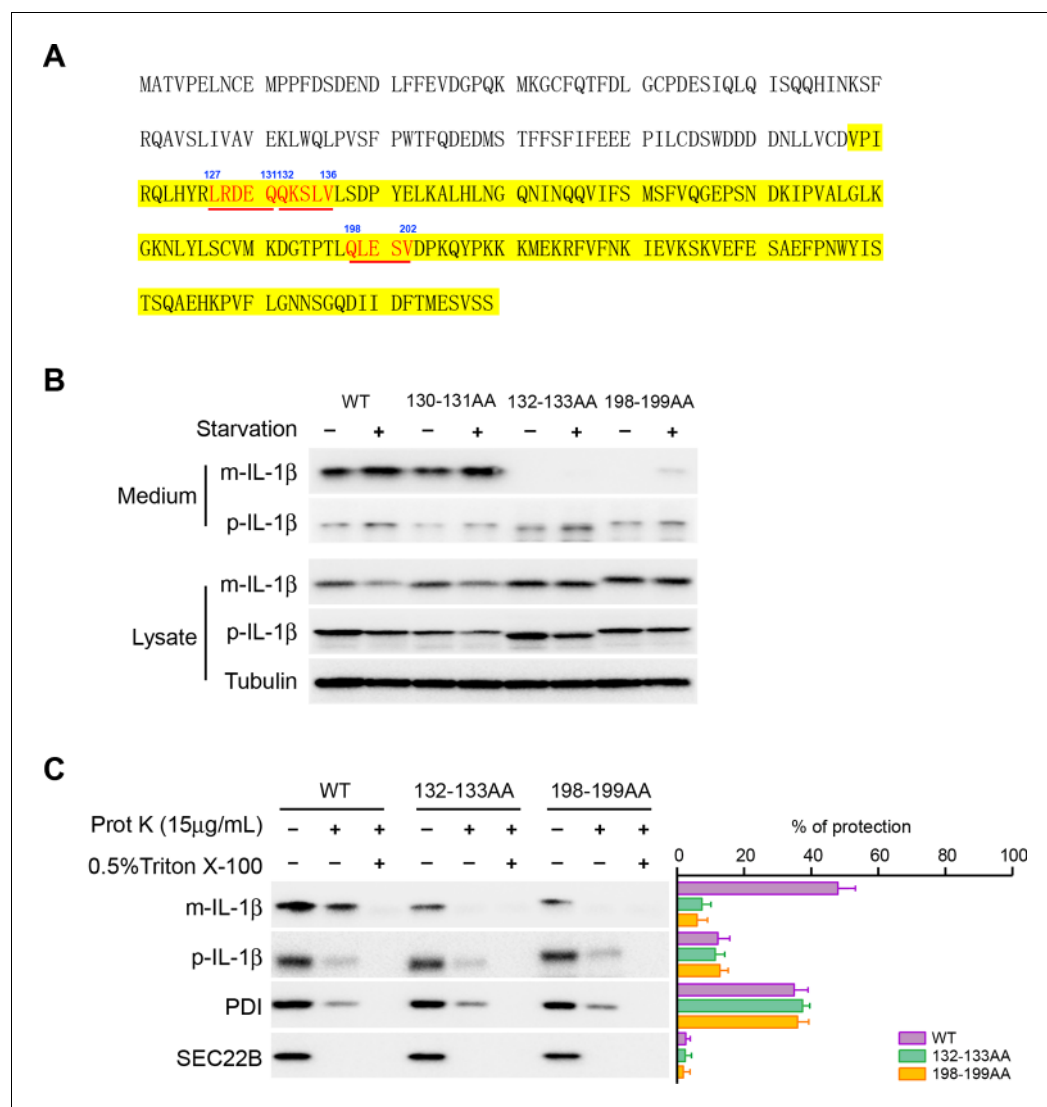 A
MATVPELNCE MPPFDSDEND LFFEVDGPQK MKGCFQTFDL GCPDESIQLQ ISQQHINKSF
RQAVSLIVAV EKLWQLPVSF PWTFQDEDMS TFFSFIFEEE PILCDSWDDD DNLLVCDVPI
127 131 132 136
RQLHYRLRDE QQKSLVLSDP YELKALHLNG QNINQQVIFS MSFVQGEPSN DKIPVALGLK
198 202
GKNLYLSCVM KDGTPTLQLE SVDPKQYPKK KMEKRFVFNK IEVKSKVEFE SAEFPNWYIS
TSQAEHKPVF LGNNSGQDII DFTMESVSS
B
WT 130-131AA 132-133AA 198-199AA
Starvation − + − + − + − +
Medium
m-IL-1β
p-IL-1β
Lysate
m-IL-1β
p-IL-1β
Tubulin
C
WT 132-133AA 198-199AA
Prot K (15μg/mL) − + + − + + − + +
0.5%Triton X-100 − − + − − + − − +
m-IL-1β
p-IL-1β
PDI
SEC22B
% of protection
0 20 40 60 80 100
WT
132-133AA
198-199AA